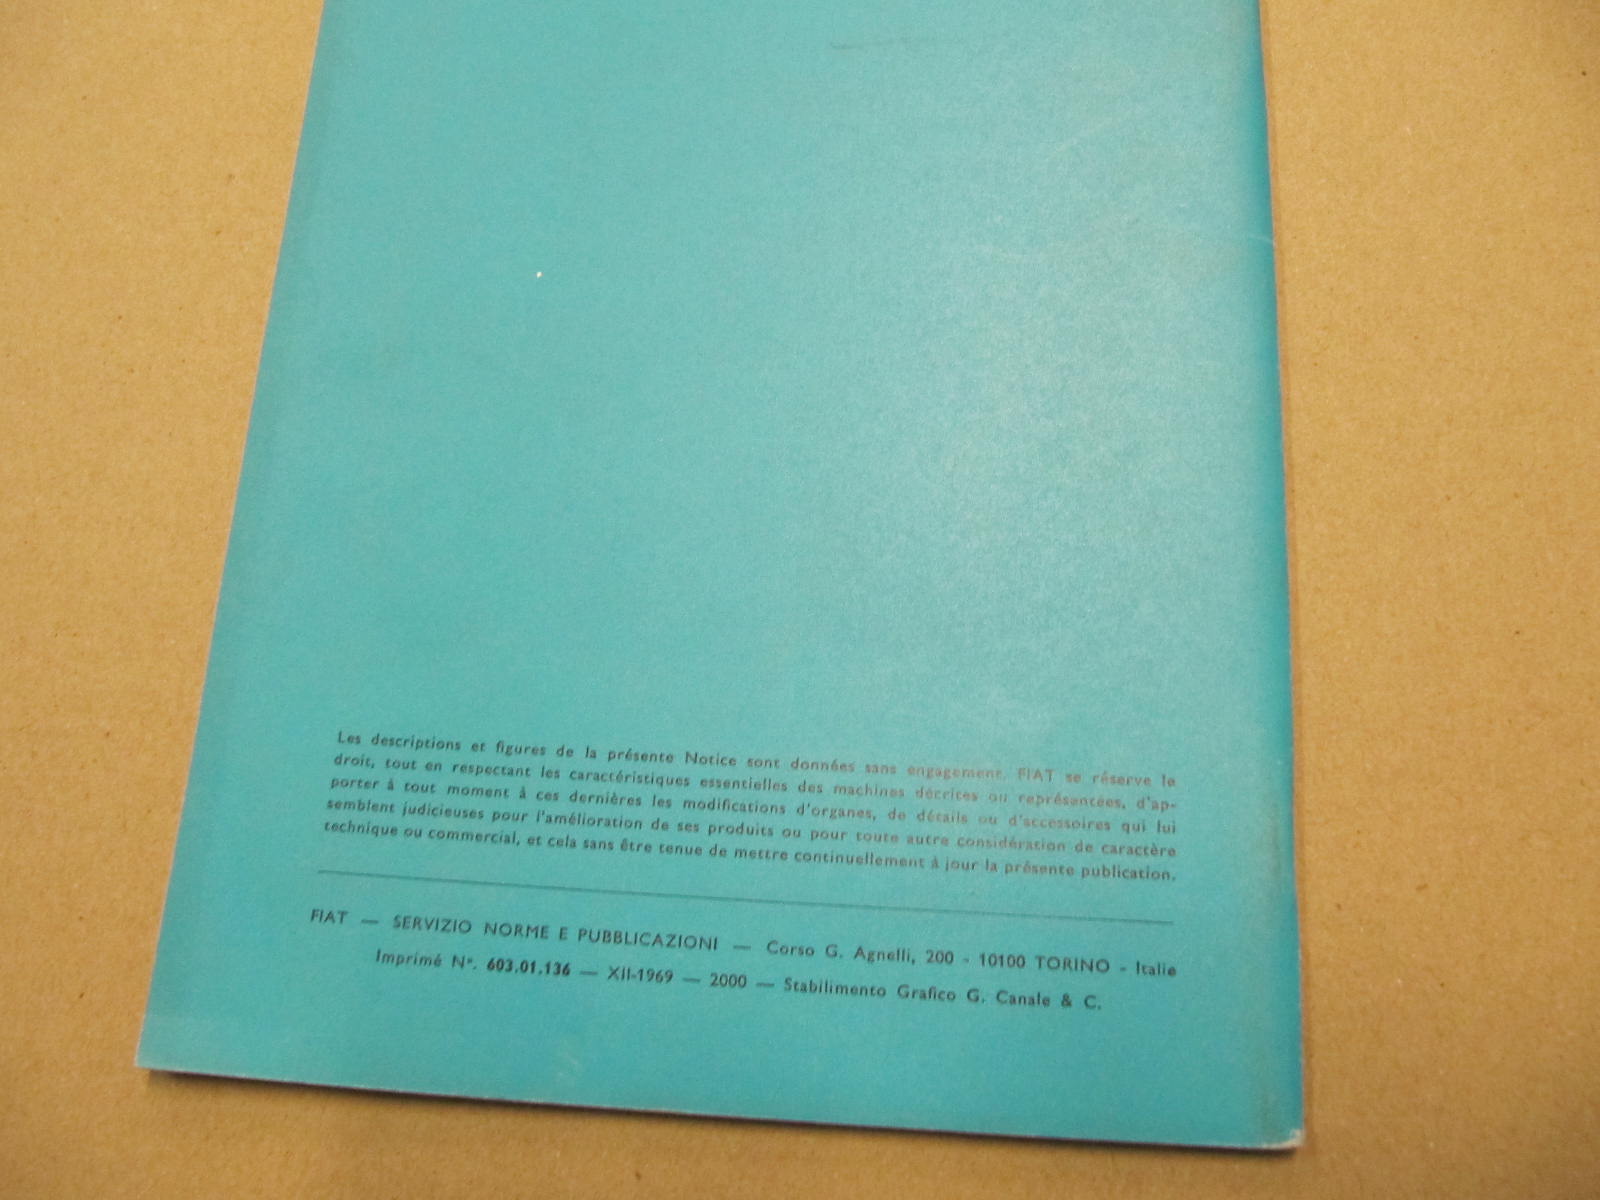 Les descriptions et figures de la présente Notice sont données sans engagement. FIAT se réserve le
droit, tout en respectant les caractéristiques essentielles des machines décrites ou représentées, d'ap-
porter à tout moment à ces dernières les modifications d'organes, de détails ou d'accessoires qui lui
semblent judicieuses pour l'amélioration de ses produits ou pour toute autre considération de caractère
technique ou commercial, et cela sans être tenue de mettre continuellement à jour la présente publication.
FIAT — SERVIZIO NORME E PUBBLICAZIONI — Corso G. Agnelli, 200 - 10100 TORINO - Italie
Imprimé N°. 603.01.136 — XII-1969 — 2000 — Stabilimento Grafico G. Canale & C.